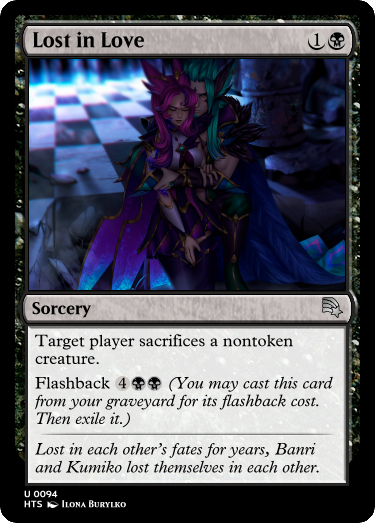 Lost in Love 1
Sorcery
Target player sacrifices a nontoken
creature.
Flashback 4 (You may cast this card
from your graveyard for its flashback cost.
Then exile it.)
Lost in each other's fates for years, Banri
and Kumiko lost themselves in each other.
U 0094
HTS Ilona Burylko